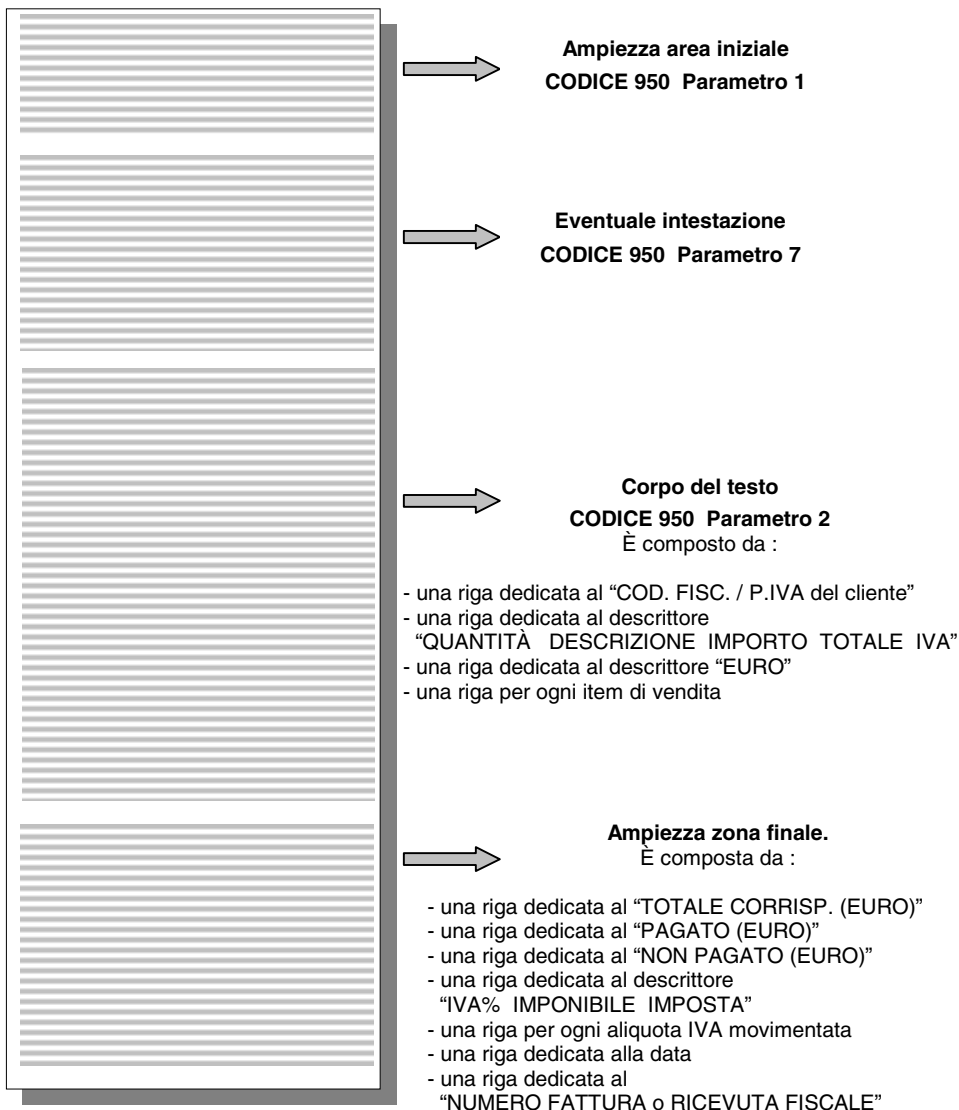 Ampiezza area iniziale
CODICE 950 Parametro 1
Eventuale intestazione
CODICE 950 Parametro 7
Corpo del testo
CODICE 950 Parametro 2
È composto da :
- una riga dedicata al “COD. FISC. / P.IVA del cliente”
- una riga dedicata al descrittore
“QUANTITÀ DESCRIZIONE IMPORTO TOTALE IVA”
- una riga dedicata al descrittore “EURO”
- una riga per ogni item di vendita
Ampiezza zona finale.
È composta da :
- una riga dedicata al “TOTALE CORRISP. (EURO)”
- una riga dedicata al “PAGATO (EURO)”
- una riga dedicata al “NON PAGATO (EURO)”
- una riga dedicata al descrittore
“IVA% IMPONIBILE IMPOSTA”
- una riga per ogni aliquota IVA movimentata
- una riga dedicata alla data
- una riga dedicata al
“NUMERO FATTURA o RICEVUTA FISCALE”